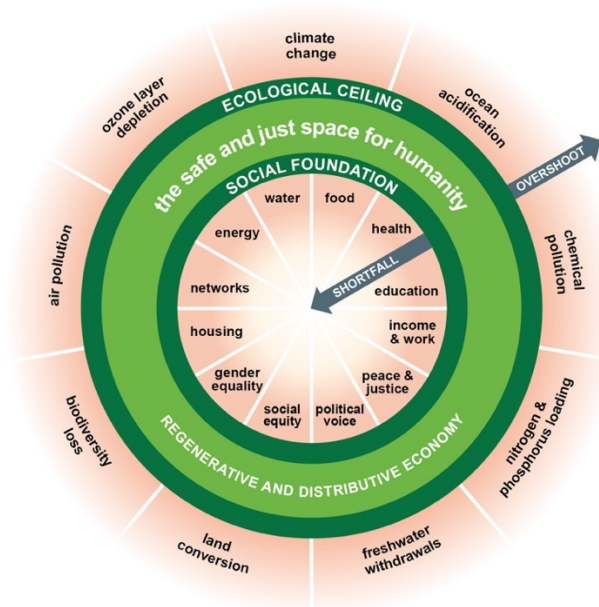 climate
change
ocean
acidification
chemical
pollution
nitrogen &
phosphorus loading
freshwater
withdrawals
land
conversion
biodiversity
loss
air pollution
ozone layer
depletion
ECOLOGICAL CEILING
the safe and just space for humanity
SOCIAL FOUNDATION
OVERSHOOT
SHORTFALL
water
food
health
education
income
& work
peace &
justice
political
voice
social
equity
gender
equality
housing
networks
energy
REGENERATIVE AND DISTRIBUTIVE ECONOMY